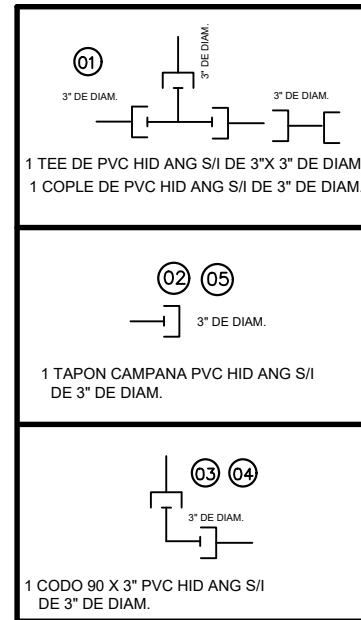 01
3" DE DIAM.
3" DE DIAM.
3" DE DIAM.
1 TEE DE PVC HID ANG S/I DE 3"X 3" DE DIAM
1 COPLE DE PVC HID ANG S/I DE 3" DE DIAM.
02 05
3" DE DIAM.
1 TAPON CAMPANA PVC HID ANG S/I
DE 3" DE DIAM.
03 04
3" DE DIAM.
1 CODO 90 X 3" PVC HID ANG S/I
DE 3" DE DIAM.